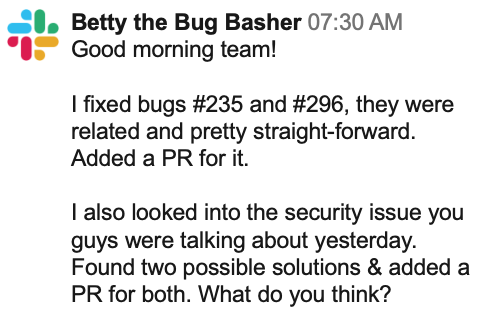 Betty the Bug Basher 07:30 AM
Good morning team!
I fixed bugs #235 and #296, they were
related and pretty straight-forward.
Added a PR for it.
I also looked into the security issue you
guys were talking about yesterday.
Found two possible solutions & added a
PR for both. What do you think?